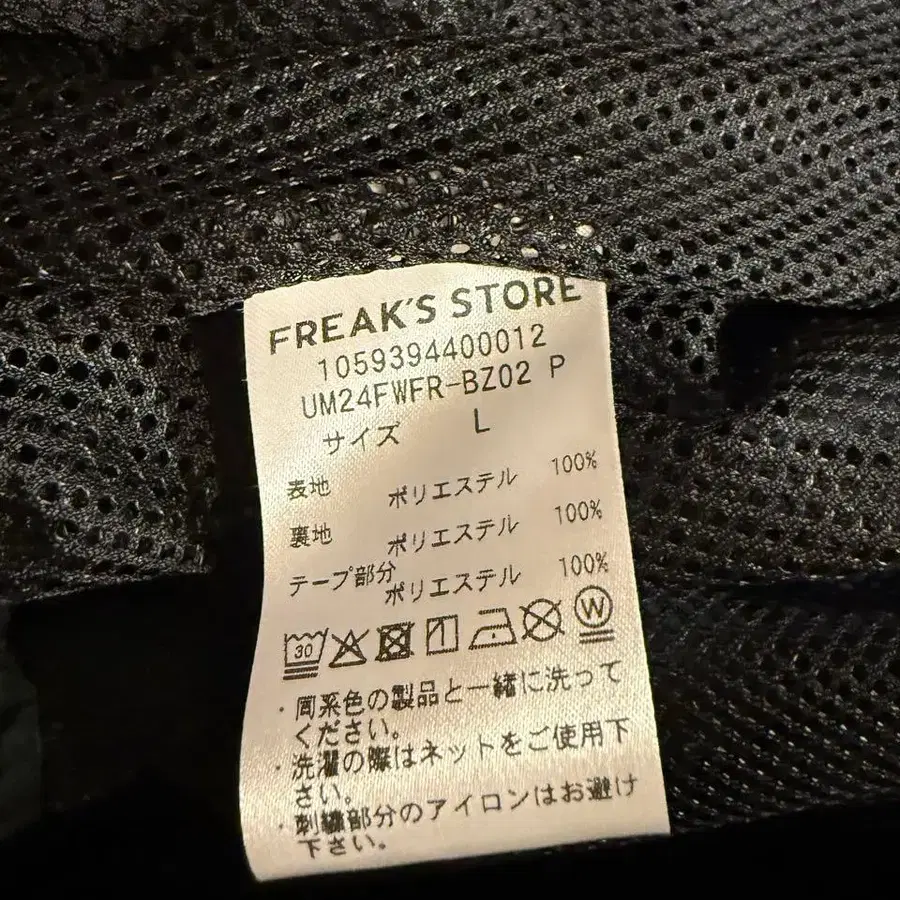 FREAK'S STORE
1059394400012
UM24FWFR-BZ02 P
サイズ L
表地 ポリエステル 100%
裏地 ポリエステル 100%
テープ部分 ポリエステル 100%
30 W
・同系色の製品と一緒に洗って
ください。
・洗濯の際はネットをご使用下
さい。
・刺繍部分のアイロンはお避け
下さい。